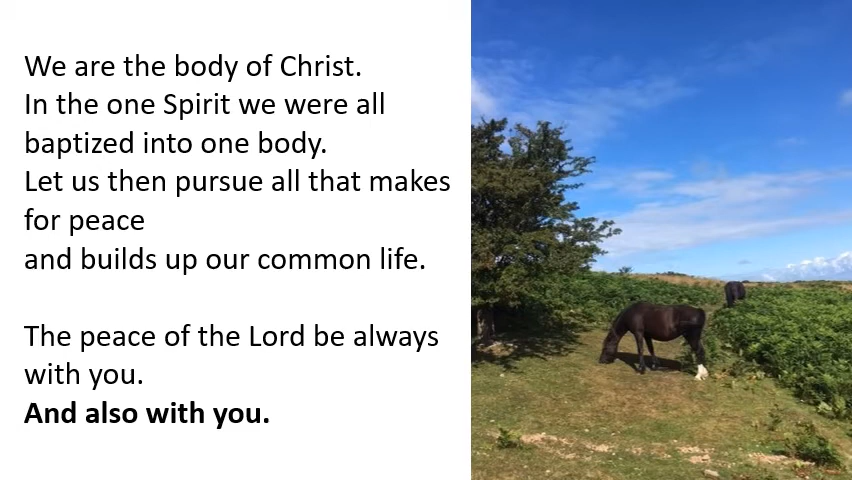 We are the body of Christ.
In the one Spirit we were all
baptized into one body.
Let us then pursue all that makes
for peace
and builds up our common life.
The peace of the Lord be always
with you.
And also with you.